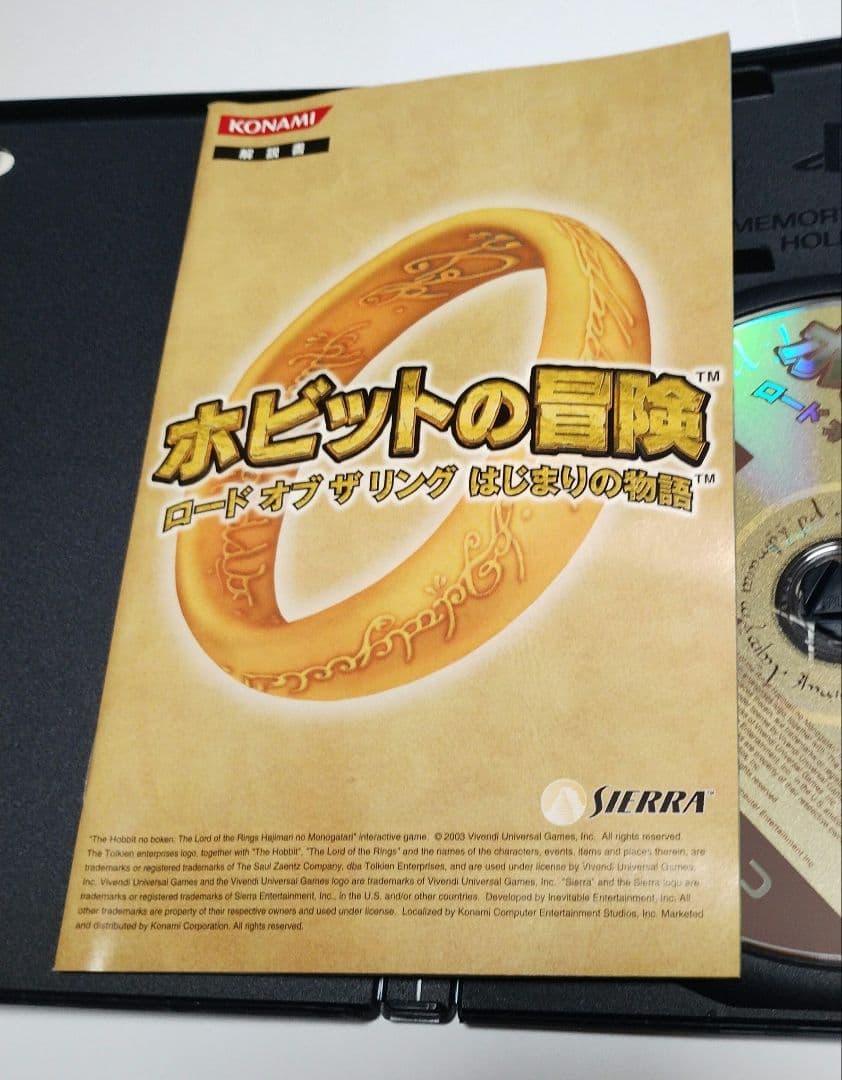 KONAMI
解説書
ホビットの冒険™
ロード オブ ザ リング はじまりの物語™
SIERRA™
"The Hobbit no boken: The Lord of the Rings Hajimari no Monogatari" interactive game. © 2003 Vivendi Universal Games, Inc. All rights reserved.
The Tolkien enterprises logo, together with "The Hobbit", "The Lord of the Rings" and the names of the characters, events, items and places therein, are
trademarks or registered trademarks of The Saul Zaentz Company, dba Tolkien Enterprises, and are used under license by Vivendi Universal Games,
Inc. Vivendi Universal Games and the Vivendi Universal Games logo are trademarks of Vivendi Universal Games, Inc. "Sierra" and the Sierra logo are
trademarks or registered trademarks of Sierra Entertainment, Inc., in the U.S. and/or other countries. Developed by Inevitable Entertainment, Inc. All
other trademarks are property of their respective owners and used under license. Localized by Konami Computer Entertainment Studios, Inc. Marketed
and distributed by Konami Corporation. All rights reserved.
MEMOR
HOL
ロード